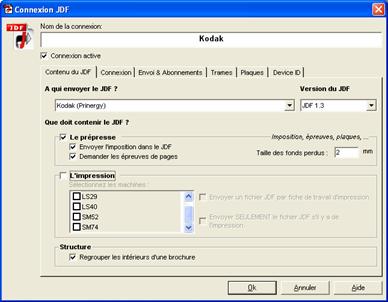 Connexion JDF
JDF
Nom de la connexion:
Kodak
Connexion active
Contenu du JDF
Connexion
Envoi & Abonnements
Trames
Plaques
Device ID
A qui envoyer le JDF ?
Version du JDF
Kodak (Prinergy)
JDF 1.3
Que doit contenir le JDF ?
Le prépresse
Imposition, épreuves, plaques, ...
Envoyer l'imposition dans le JDF
Demander les épreuves de pages
Taille des fonds perdus :
2
mm
L'impression
Sélectionnez les machines :
LS29
LS40
SM52
SM74
Envoyer un fichier JDF par fiche de travail d'impression
Envoyer SEULEMENT le fichier JDF s'il y a de
l'impression
Structure
Regrouper les intérieurs d'une brochure
Ok
Annuler
Aide